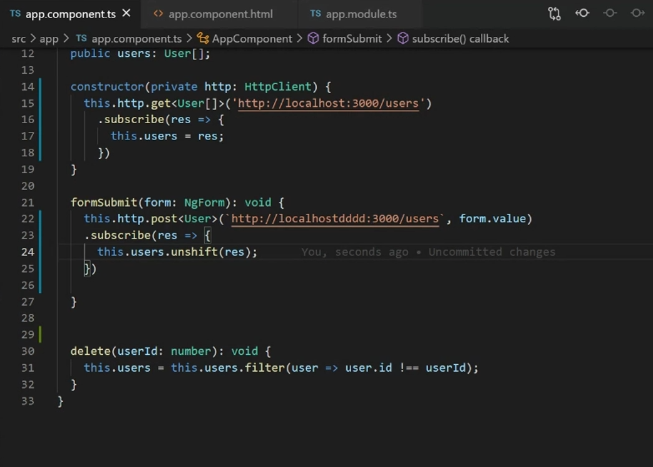 TS app.component.ts × <> app.component.html TS app.module.ts
src > app > TS app.component.ts > AppComponent > formSubmit > subscribe() callback
12 public users: User[];
13
14 constructor(private http: HttpClient) {
15 this.http.get<User[]>('http://localhost:3000/users')
16 .subscribe(res => {
17 this.users = res;
18 })
19 }
20
21 formSubmit(form: NgForm): void {
22 this.http.post<User>(`http://localhostdddd:3000/users`, form.value)
23 .subscribe(res => {
24 this.users.unshift(res); You, seconds ago • Uncommitted changes
25 })
26
27 }
28
29
30 delete(userId: number): void {
31 this.users = this.users.filter(user => user.id !== userId);
32 }
33 }